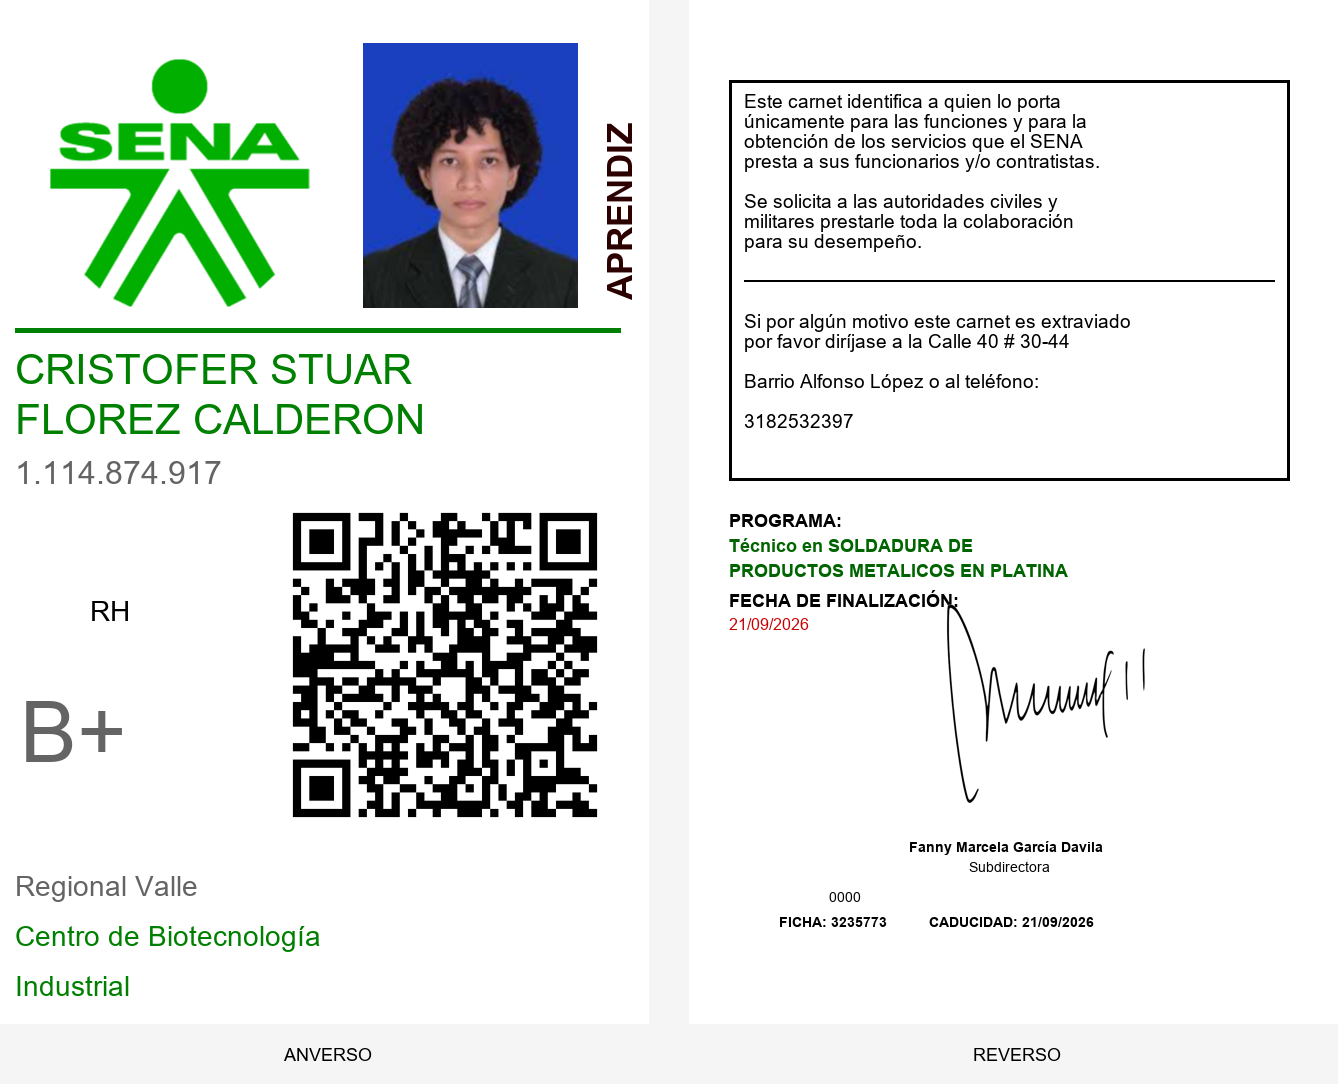 SENA
APRENDIZ
CRISTOFER STUAR
FLOREZ CALDERON
1.114.874.917
RH
B+
Regional Valle
Centro de Biotecnología
Industrial
ANVERSO
Este carnet identifica a quien lo porta
únicamente para las funciones y para la
obtención de los servicios que el SENA
presta a sus funcionarios y/o contratistas.
Se solicita a las autoridades civiles y
militares prestarle toda la colaboración
para su desempeño.
Si por algún motivo este carnet es extraviado
por favor diríjase a la Calle 40 # 30-44
Barrio Alfonso López o al teléfono:
3182532397
PROGRAMA:
Técnico en SOLDADURA DE
PRODUCTOS METALICOS EN PLATINA
FECHA DE FINALIZACIÓN:
21/09/2026
Fanny Marcela García Davila
Subdirectora
0000
FICHA: 3235773 CADUCIDAD: 21/09/2026
REVERSO